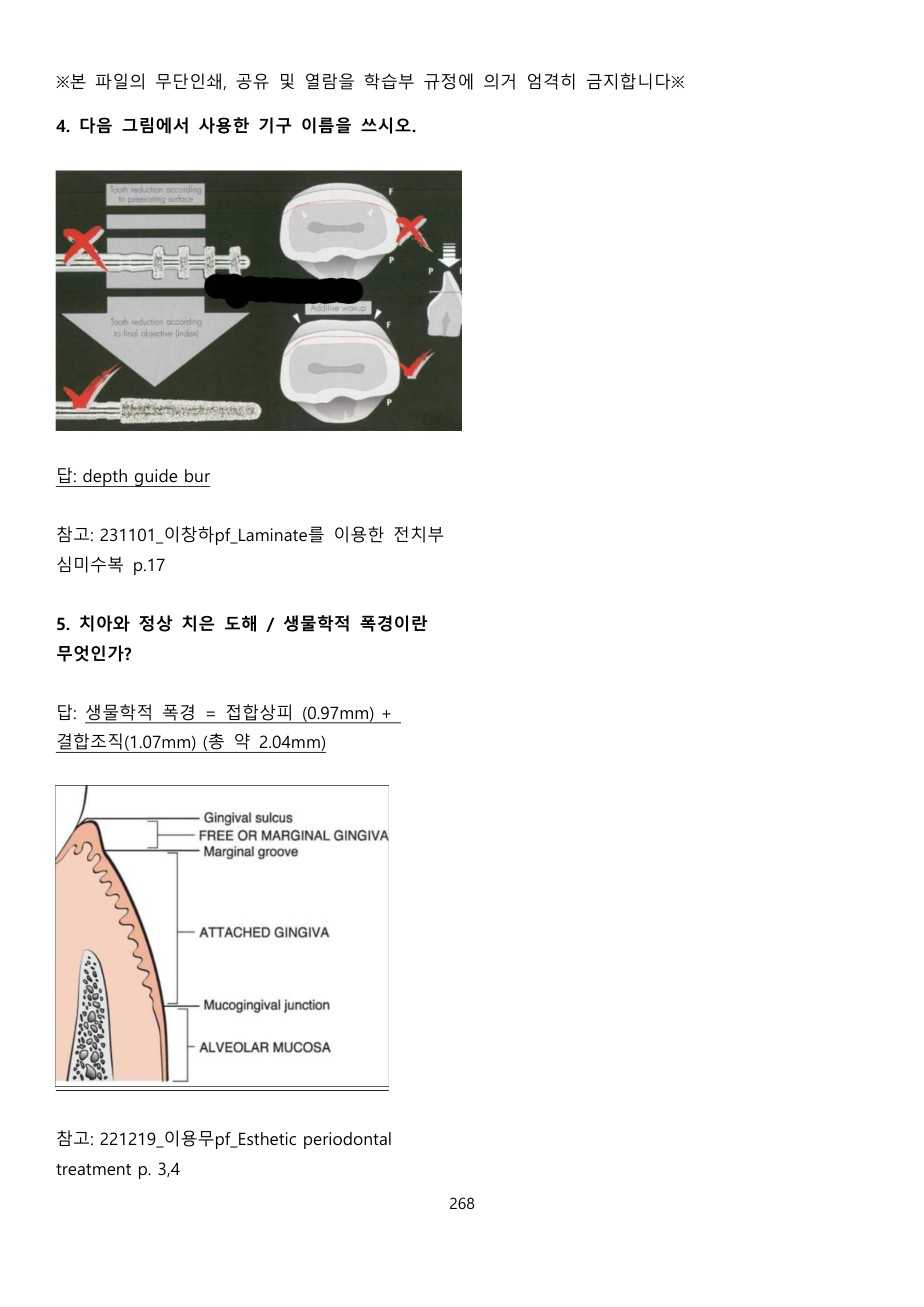 ※본 파일의 무단인쇄, 공유 및 열람을 학습부 규정에 의거 엄격히 금지합니다※
4. 다음 그림에서 사용한 기구 이름을 쓰시오.
Tooth reduction according
to preexisting surface
F
P
P
Additive waxup
Tooth reduction according
to final objective (index)
F
P
답: depth guide bur
참고: 231101_이창하pf_Laminate를 이용한 전치부
심미수복 p.17
5. 치아와 정상 치은 도해 / 생물학적 폭경이란
무엇인가?
답: 생물학적 폭경 = 접합상피 (0.97mm) +
결합조직(1.07mm) (총 약 2.04mm)
Gingival sulcus
FREE OR MARGINAL GINGIVA
Marginal groove
ATTACHED GINGIVA
Mucogingival junction
ALVEOLAR MUCOSA
참고: 221219_이용무pf_Esthetic periodontal
treatment p. 3,4
268